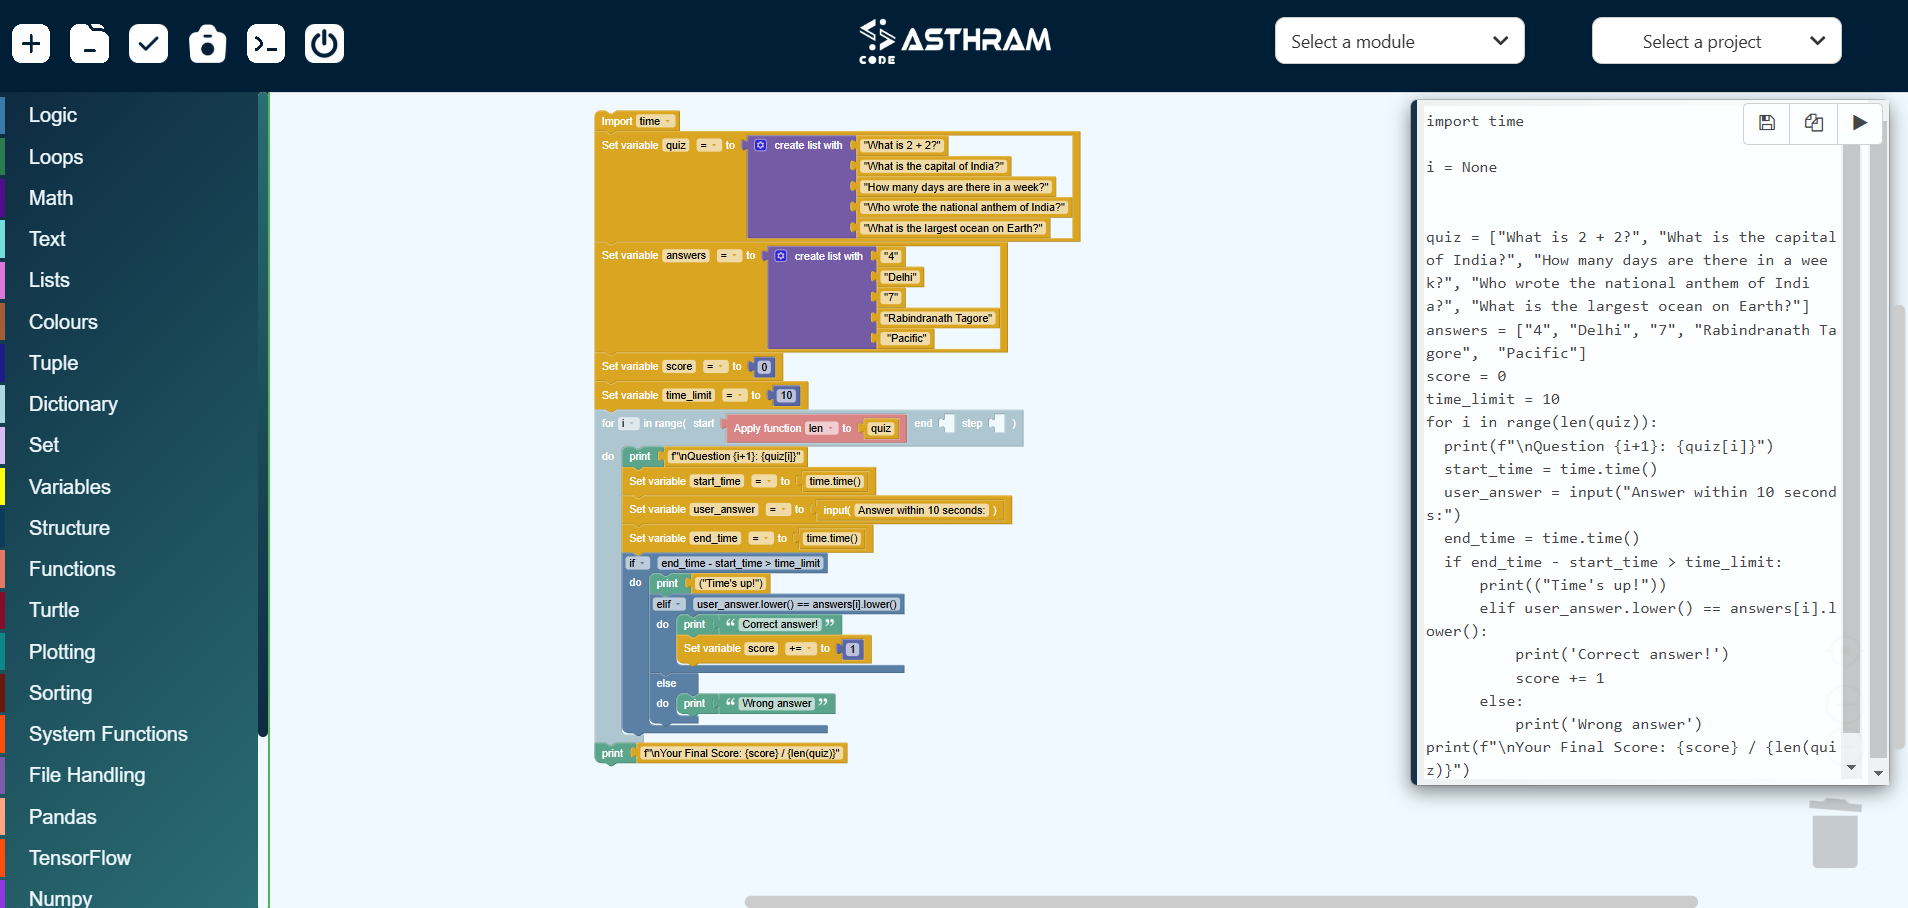 CODE ASTHRAM
Select a module
Select a project
Logic
Loops
Math
Text
Lists
Colours
Tuple
Dictionary
Set
Variables
Structure
Functions
Turtle
Plotting
Sorting
System Functions
File Handling
Pandas
TensorFlow
Numpy
Import time
Set variable quiz = to create list with "What is 2 + 2?"
"What is the capital of India?"
"How many days are there in a week?"
"Who wrote the national anthem of India?"
"What is the largest ocean on Earth?"
Set variable answers = to create list with "4"
"Delhi"
"7"
"Rabindranath Tagore"
"Pacific"
Set variable score = to 0
Set variable time_limit = to 10
for i in range( start Apply function len to quiz end step )
do print f"\nQuestion {i+1}: {quiz[i]}"
Set variable start_time = to time.time()
Set variable user_answer = to input( Answer within 10 seconds: )
Set variable end_time = to time.time()
if end_time - start_time > time_limit
do print ("Time's up!")
elif user_answer.lower() == answers[i].lower()
do print “ Correct answer! ”
Set variable score += to 1
else
do print “ Wrong answer ”
print f"\nYour Final Score: {score} / {len(quiz)}"
import time
i = None
quiz = ["What is 2 + 2?", "What is the capital
of India?", "How many days are there in a wee
k?", "Who wrote the national anthem of Indi
a?", "What is the largest ocean on Earth?"]
answers = ["4", "Delhi", "7", "Rabindranath Ta
gore",  "Pacific"]
score = 0
time_limit = 10
for i in range(len(quiz)):
  print(f"\nQuestion {i+1}: {quiz[i]}")
  start_time = time.time()
  user_answer = input("Answer within 10 second
s:")
  end_time = time.time()
  if end_time - start_time > time_limit:
      print(("Time's up!"))
      elif user_answer.lower() == answers[i].l
ower():
          print('Correct answer!')
          score += 1
      else:
          print('Wrong answer')
print(f"\nYour Final Score: {score} / {len(qui
z)}")